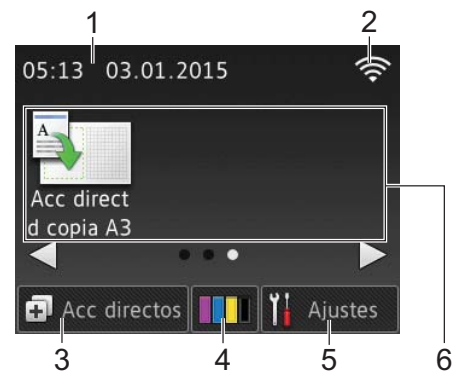 1 2
05:13 03.01.2015
A
Acc direct
d copia A3
Acc directos Ajustes
3 4 5 6